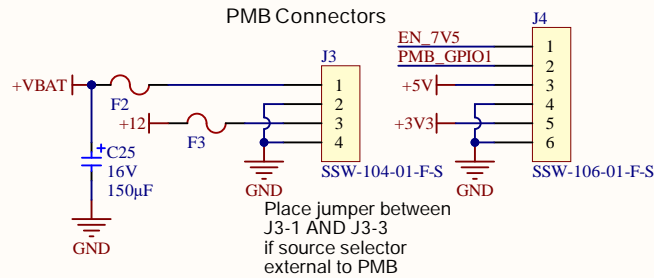 PMB Connectors
J3
J4
EN_7V5
PMB_GPIO1
+VBAT
F2
+12
F3
+5V
+3V3
1
2
3
4
1
2
3
4
5
6
+
C25
16V
150µF
GND
GND
GND
SSW-104-01-F-S
SSW-106-01-F-S
Place jumper between
J3-1 AND J3-3
if source selector
external to PMB